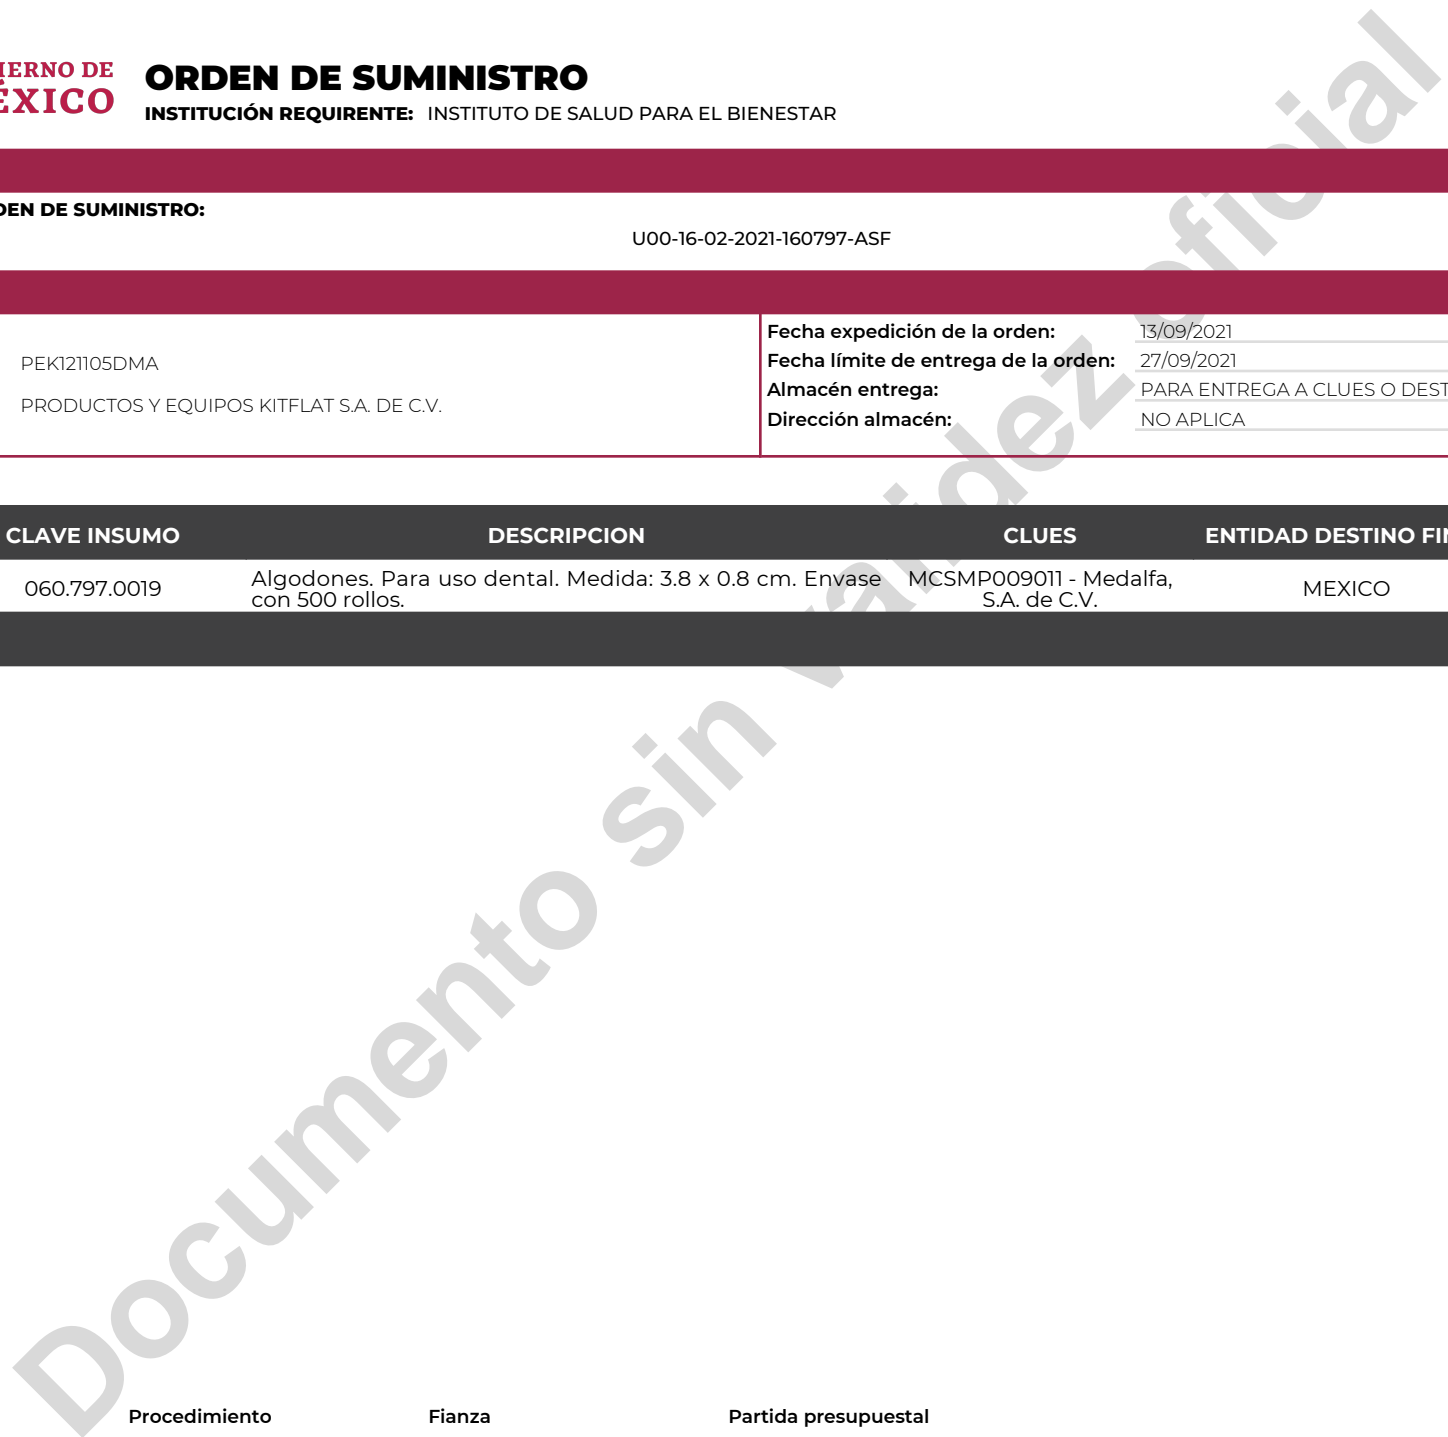 IERNO DE
ÉXICO
ORDEN DE SUMINISTRO
INSTITUCIÓN REQUIRENTE: INSTITUTO DE SALUD PARA EL BIENESTAR
DEN DE SUMINISTRO:
U00-16-02-2021-160797-ASF
PEK121105DMA
PRODUCTOS Y EQUIPOS KITFLAT S.A. DE C.V.
Fecha expedición de la orden: 13/09/2021
Fecha límite de entrega de la orden: 27/09/2021
Almacén entrega: PARA ENTREGA A CLUES O DEST
Dirección almacén: NO APLICA
CLAVE INSUMO DESCRIPCION CLUES ENTIDAD DESTINO FIN
060.797.0019 Algodones. Para uso dental. Medida: 3.8 x 0.8 cm. Envase con 500 rollos. MCSMP009011 - Medalfa, S.A. de C.V. MEXICO
Documento sin validez oficial
Procedimiento Fianza Partida presupuestal